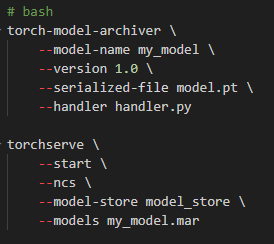 # bash
torch-model-archiver \
--model-name my_model \
--version 1.0 \
--serialized-file model.pt \
--handler handler.py
torchserve \
--start \
--ncs \
--model-store model_store \
--models my_model.mar